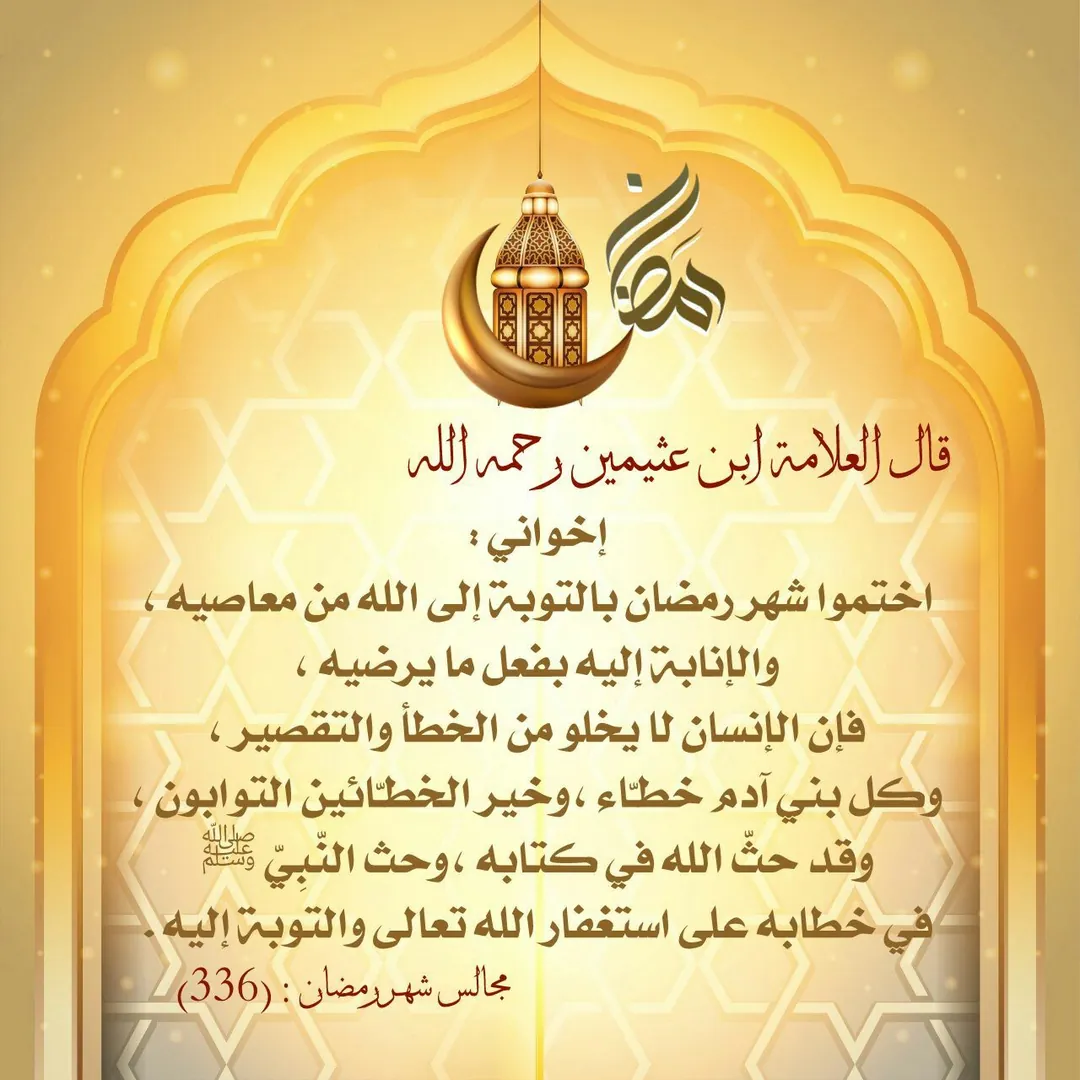 رمضان
قال العلامة ابن عثيمين رحمه الله
إخواني :
اختموا شهر رمضان بالتوبة إلى الله من معاصيه ،
والإنابة إليه بفعل ما يرضيه ،
فإن الإنسان لا يخلو من الخطأ والتقصير ،
وكل بني آدم خطّاء ،وخير الخطّائين التوابون ،
وقد حثّ الله في كتابه ،وحث النّبِيّ ﷺ
في خطابه على استغفار الله تعالى والتوبة إليه .
مجالس شهر رمضان : (336)